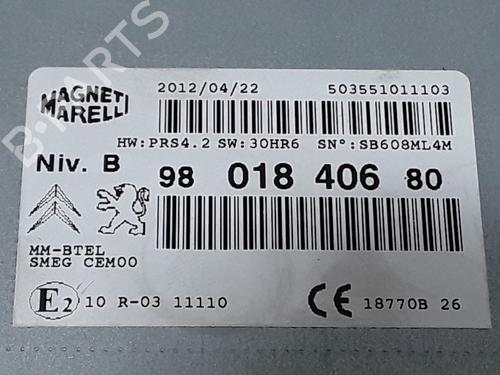 MAGNETI MARELLI
2012/04/22 503551011103
HW:PRS4.2 SW:30HR6 SN°:SB608ML4M
Niv. B 98 018 406 80
MM-BTEL
SMEG CEM00
E2 10 R-03 11110 CE 18770B 26
B-PARTS